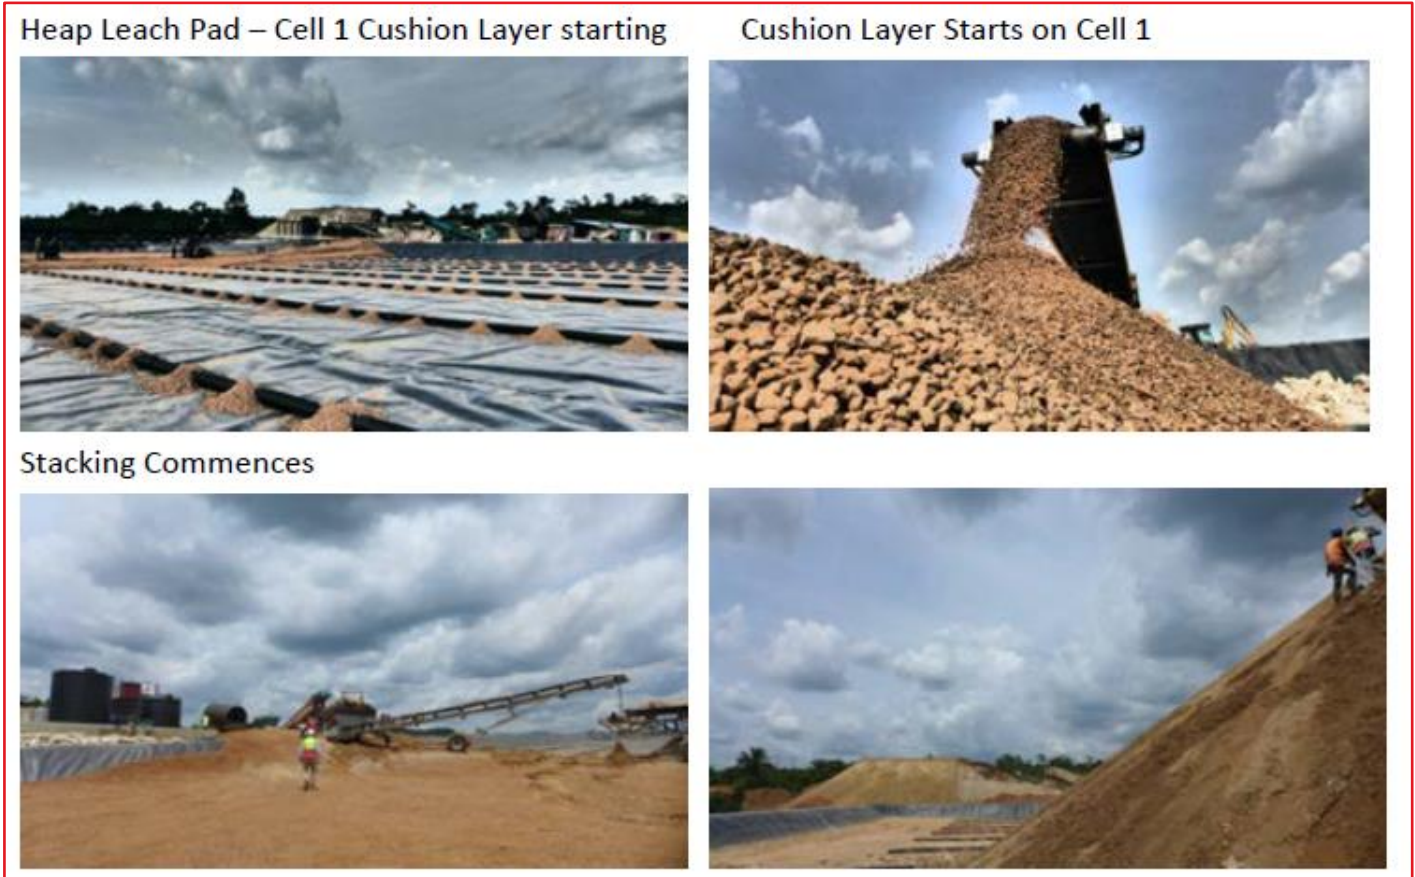 Heap Leach Pad – Cell 1 Cushion Layer starting
Cushion Layer Starts on Cell 1
Stacking Commences